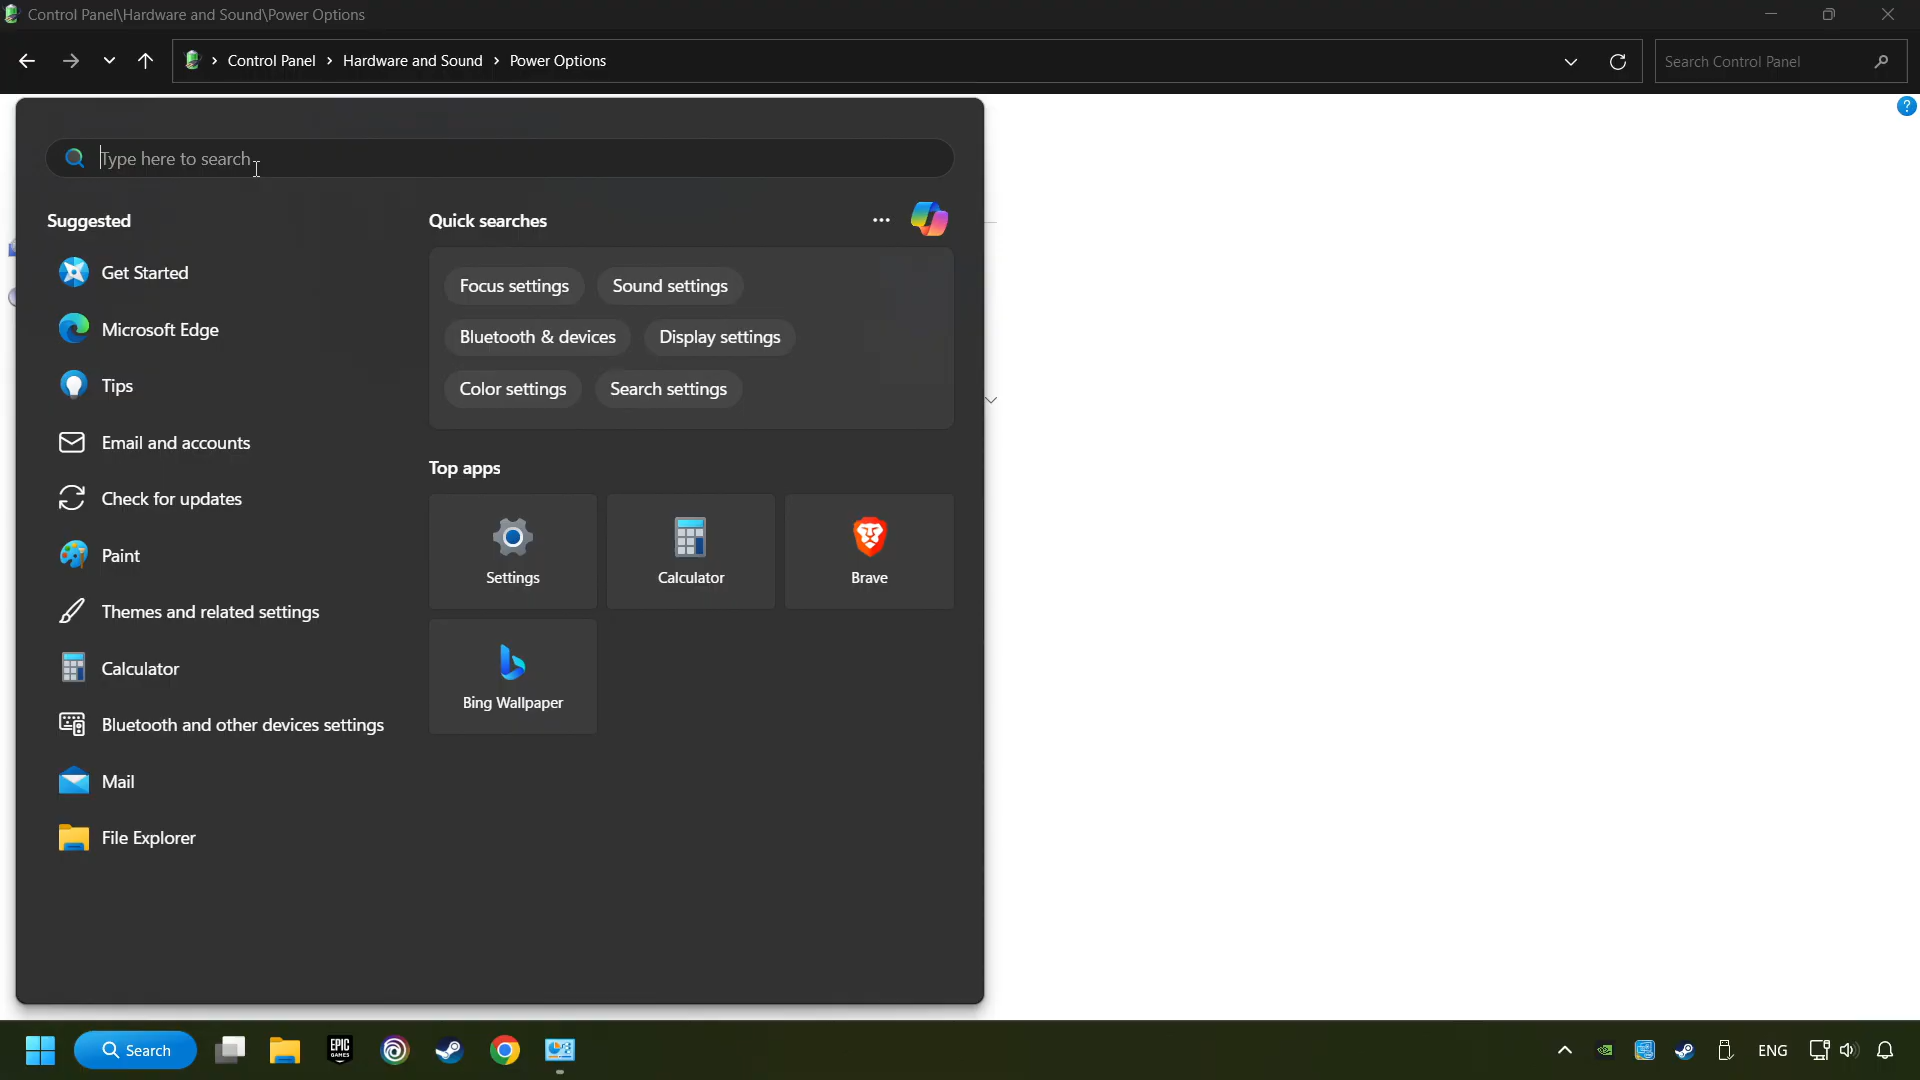 Control Panel\Hardware and Sound\Power Options
Control Panel > Hardware and Sound > Power Options
Search Control Panel
?
Type here to search
Suggested
Get Started
Microsoft Edge
Tips
Email and accounts
Check for updates
Paint
Themes and related settings
Calculator
Bluetooth and other devices settings
Mail
File Explorer
Quick searches
Focus settings
Sound settings
Bluetooth & devices
Display settings
Color settings
Search settings
Top apps
Settings
Calculator
Brave
Bing Wallpaper
Search
EPIC
GAMES
ENG